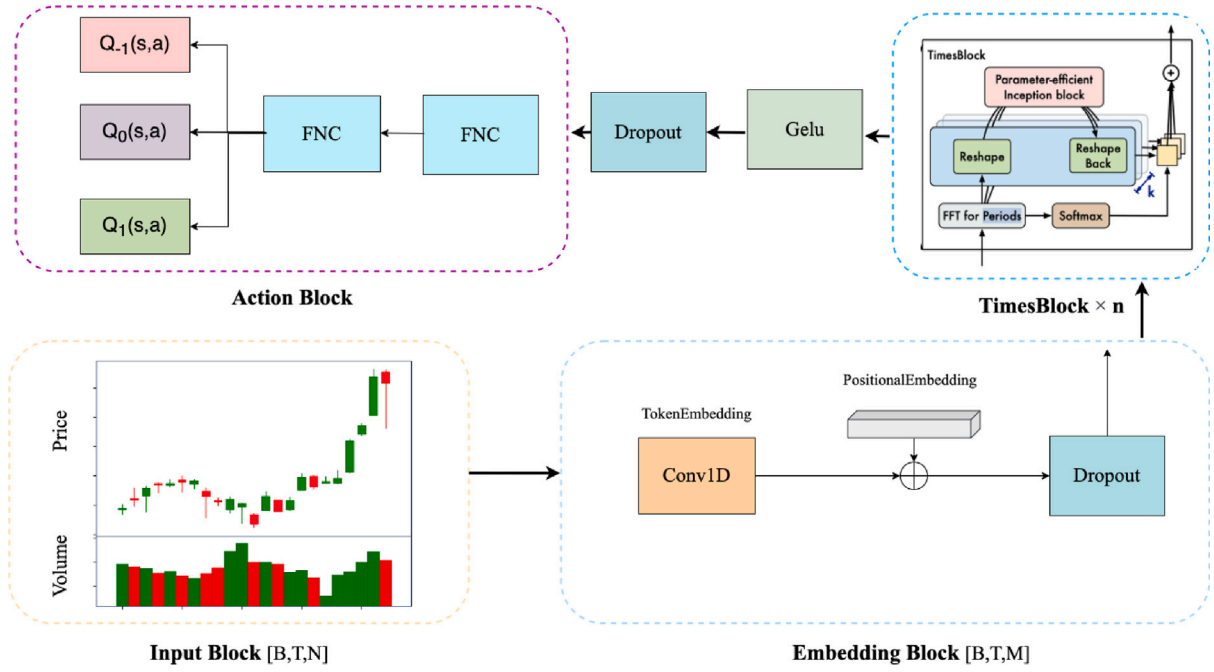 Q-1(s,a)
Q0(s,a)
Q1(s,a)
FNC
FNC
Action Block
Dropout
Gelu
TimesBlock
Parameter-efficient
Inception block
Reshape
Reshape
Back
k
FFT for Periods
Softmax
+
TimesBlock × n
Price
Volume
Input Block [B,T,N]
TokenEmbedding
Conv1D
PositionalEmbedding
Dropout
Embedding Block [B,T,M]